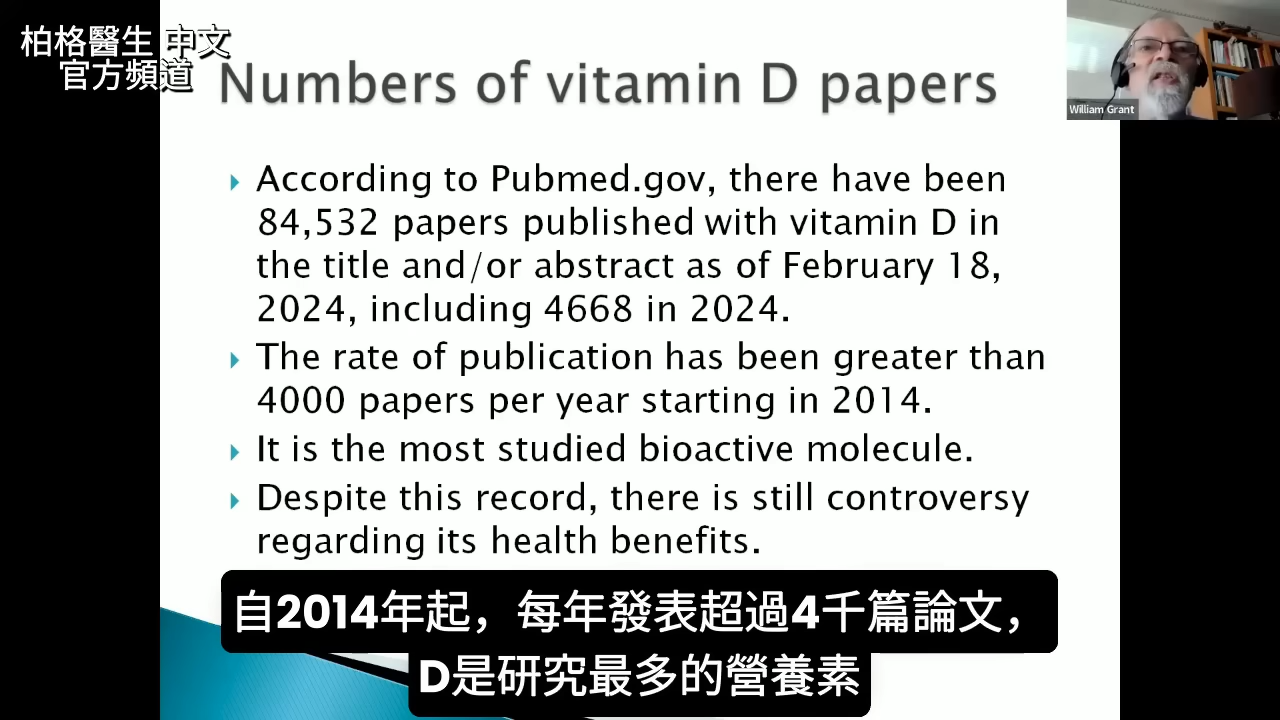 柏格醫生 中文
官方頻道
Numbers of vitamin D papers
William Grant
According to Pubmed.gov, there have been
84,532 papers published with vitamin D in
the title and/or abstract as of February 18,
2024, including 4668 in 2024.
The rate of publication has been greater than
4000 papers per year starting in 2014.
It is the most studied bioactive molecule.
Despite this record, there is still controversy
regarding its health benefits.
自2014年起，每年發表超過4千篇論文，
D是研究最多的營養素